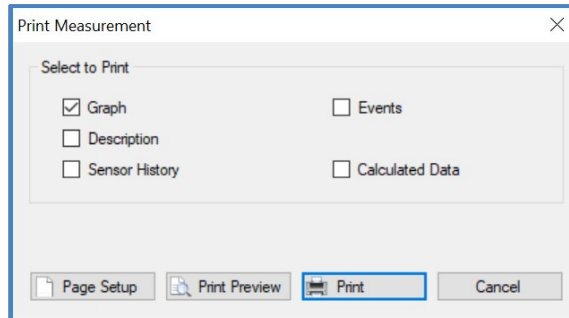 Print Measurement
Select to Print
Graph
Events
Description
Sensor History
Calculated Data
Page Setup
Print Preview
Print
Cancel